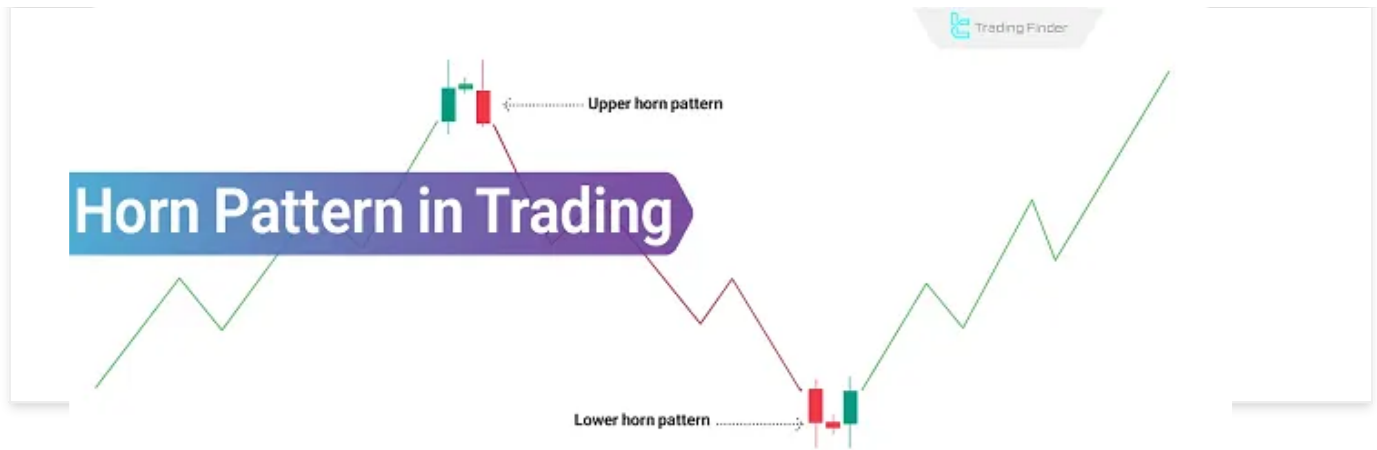 Trading Finder
Upper horn pattern
Horn Pattern in Trading
Lower horn pattern